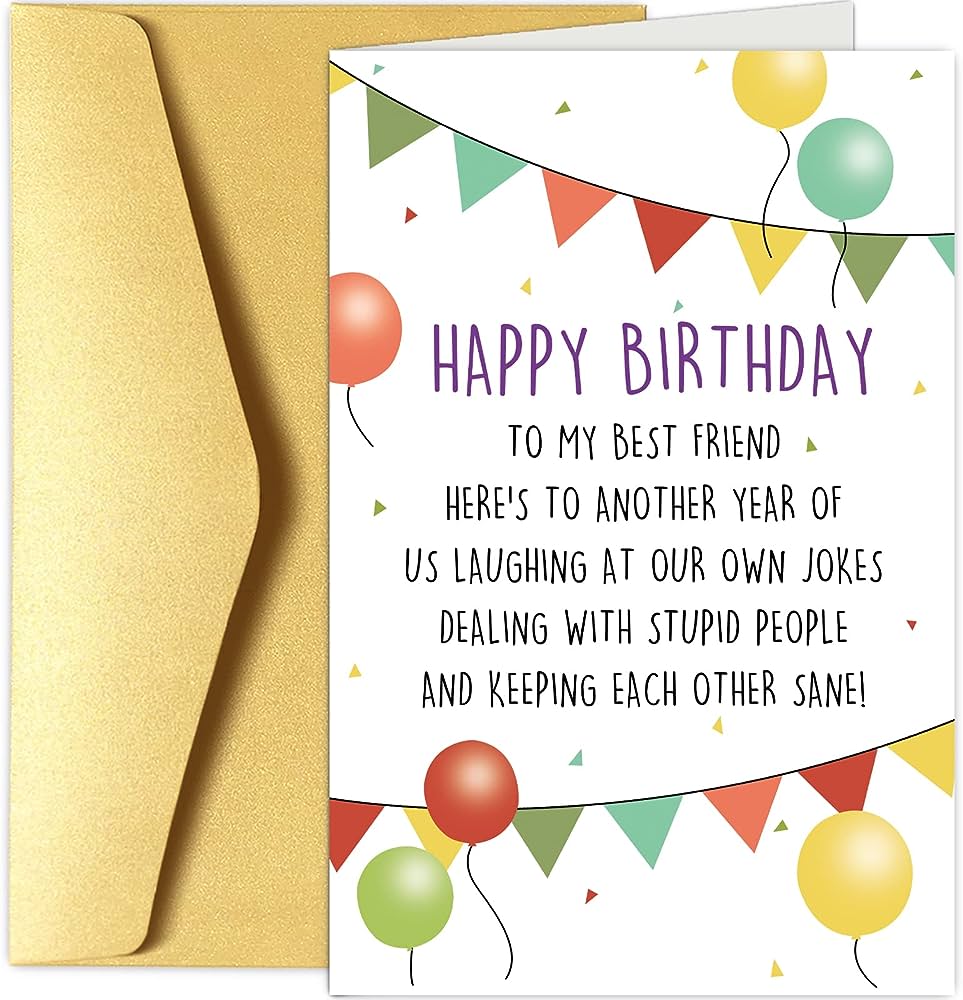 HAPPY BIRTHDAY
TO MY BEST FRIEND
HERE'S TO ANOTHER YEAR OF
US LAUGHING AT OUR OWN JOKES
DEALING WITH STUPID PEOPLE
AND KEEPING EACH OTHER SANE!